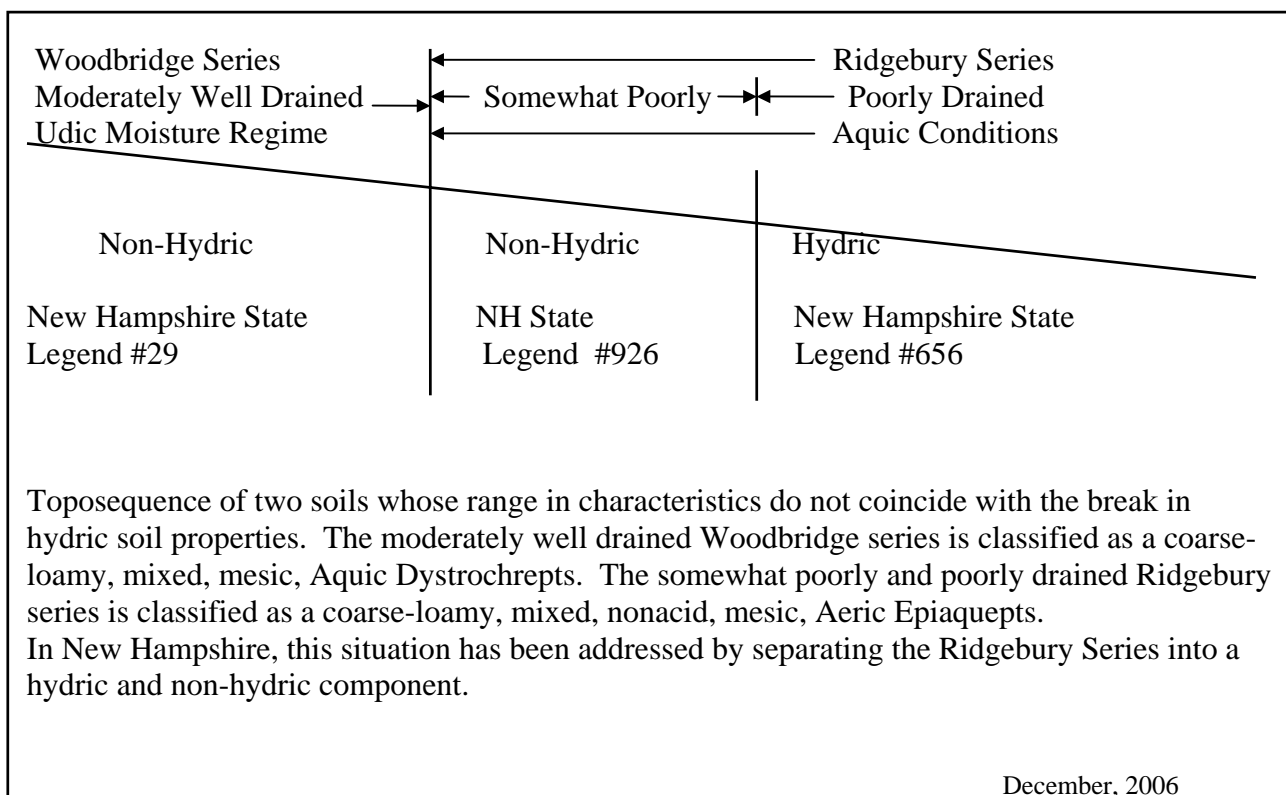 Woodbridge Series Ridgebury Series
Moderately Well Drained Somewhat Poorly Poorly Drained
Udic Moisture Regime Aquic Conditions
Non-Hydric Non-Hydric Hydric
New Hampshire State NH State New Hampshire State
Legend #29 Legend #926 Legend #656
Toposequence of two soils whose range in characteristics do not coincide with the break in
hydric soil properties. The moderately well drained Woodbridge series is classified as a coarse-
loamy, mixed, mesic, Aquic Dystrochrepts. The somewhat poorly and poorly drained Ridgebury
series is classified as a coarse-loamy, mixed, nonacid, mesic, Aeric Epiaquepts.
In New Hampshire, this situation has been addressed by separating the Ridgebury Series into a
hydric and non-hydric component.
December, 2006